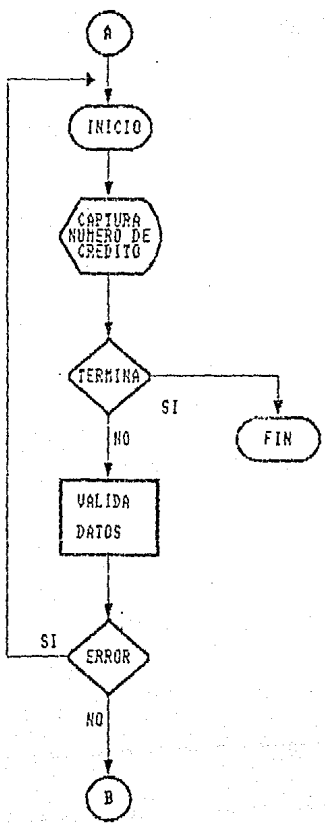 A
INICIO
CAPTURA
NUMERO DE
CREDITO
TERMINA
SI
FIN
NO
VALIDA
DATOS
SI
ERROR
NO
B